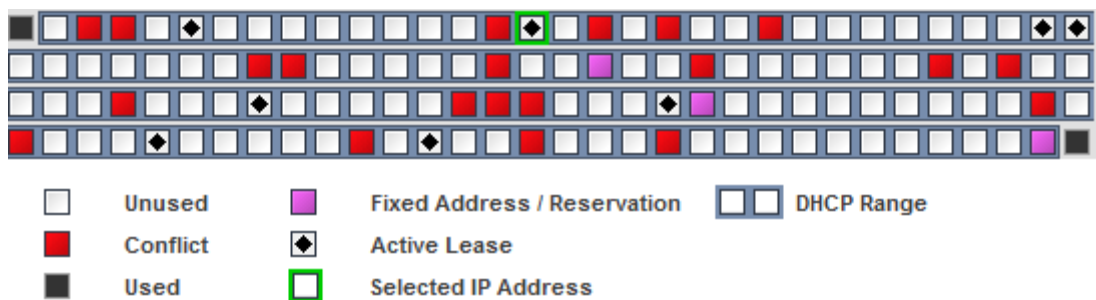 Unused Fixed Address / Reservation DHCP Range
Conflict Active Lease
Used Selected IP Address